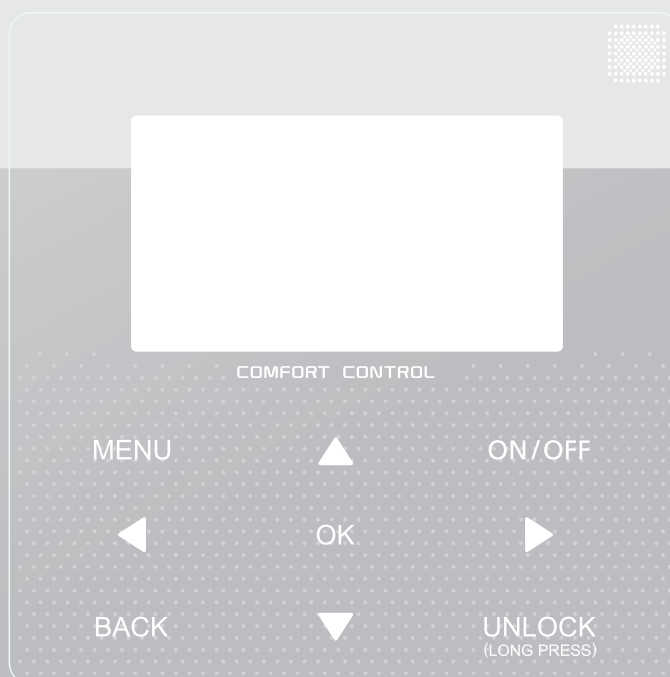 COMFORT CONTROL
MENU ON/OFF
OK
BACK UNLOCK
(LONG PRESS)